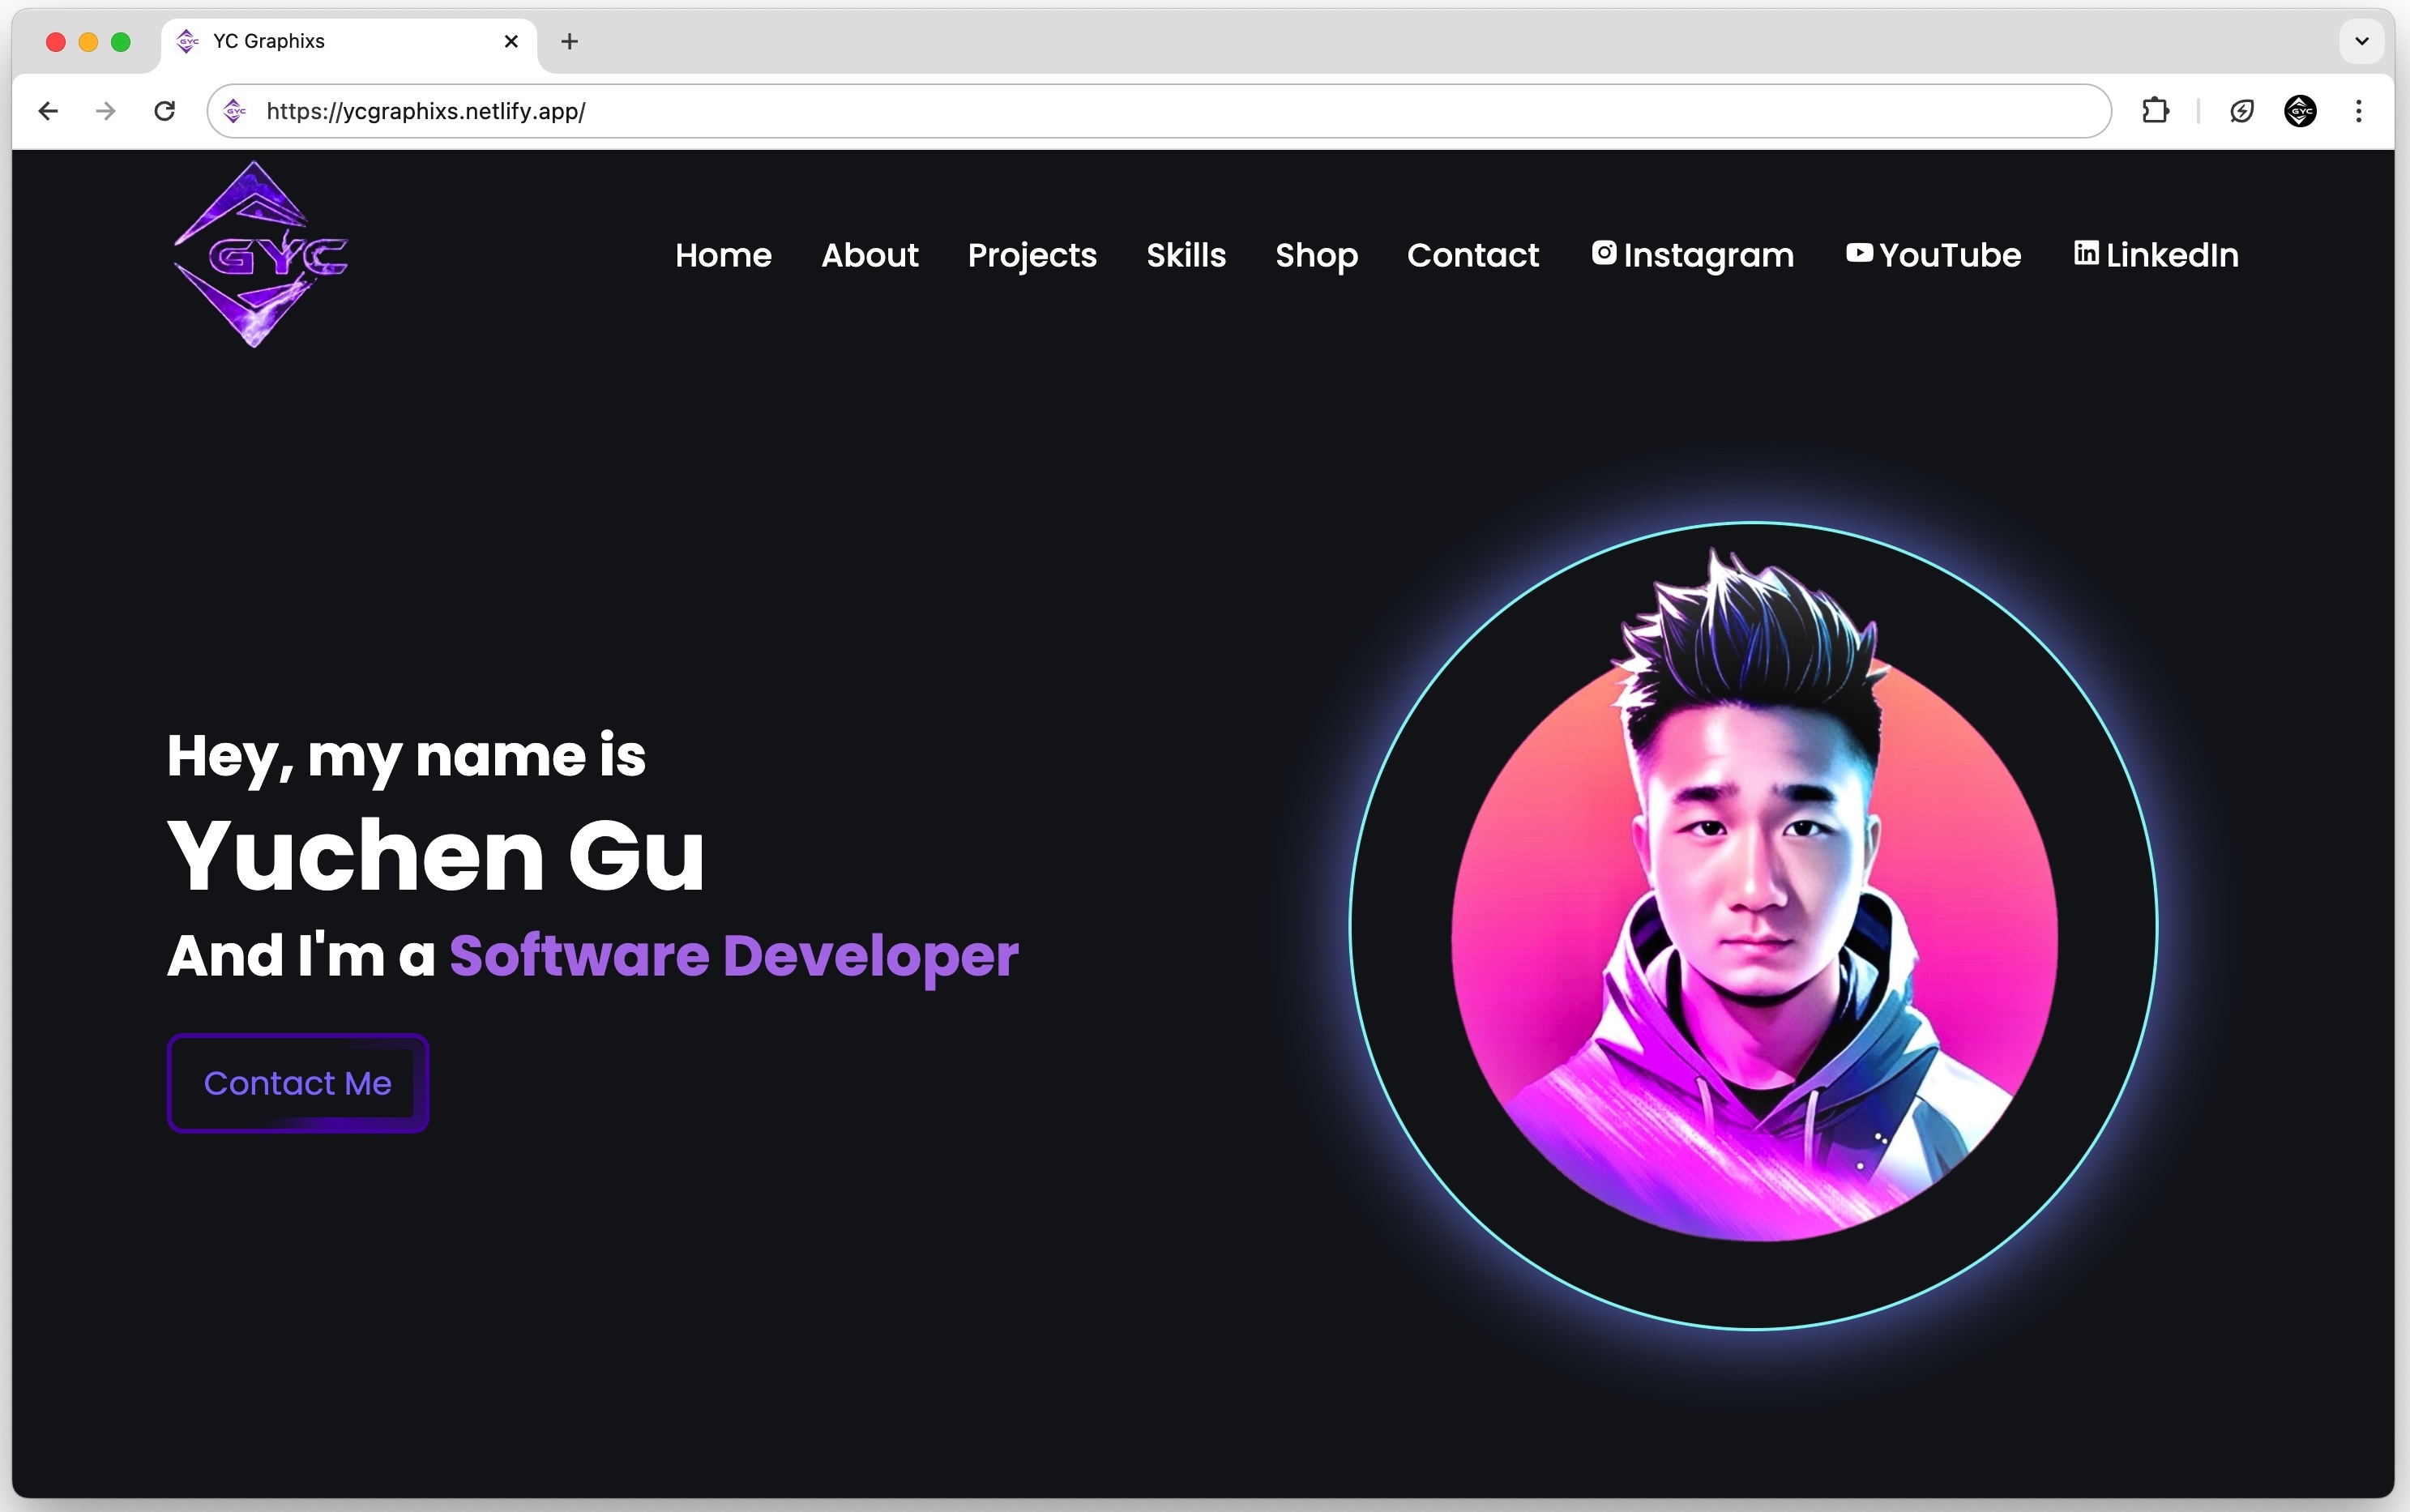 YC Graphixs
https://ycgraphixs.netlify.app/
GYC
Home About Projects Skills Shop Contact Instagram YouTube LinkedIn
Hey, my name is
Yuchen Gu
And I'm a Software Developer
Contact Me